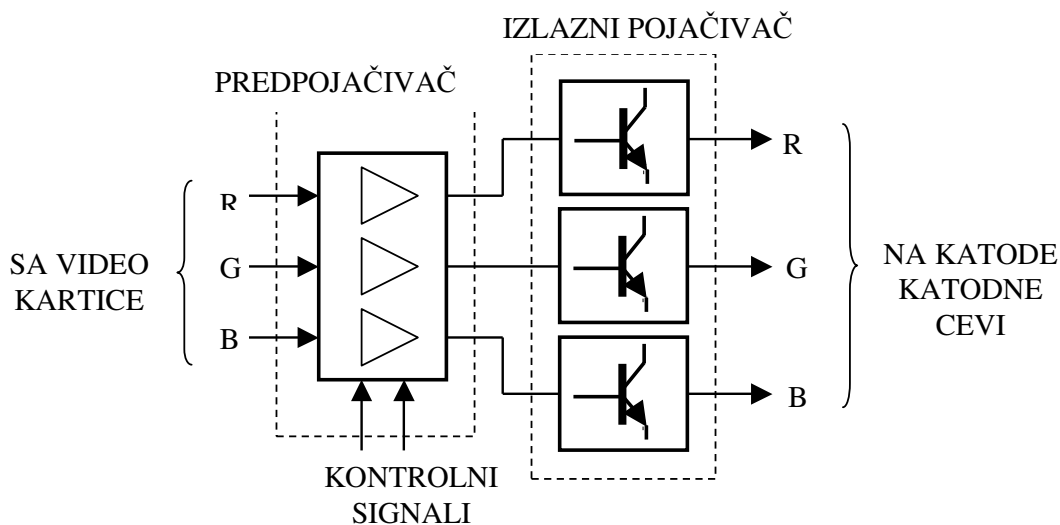 IZLAZNI POJAČIVAČ
PREDPOJAČIVAČ
R
R
SA VIDEO
KARTICE
G
G
NA KATODE
KATODNE
CEVI
B
B
KONTROLNI
SIGNALI